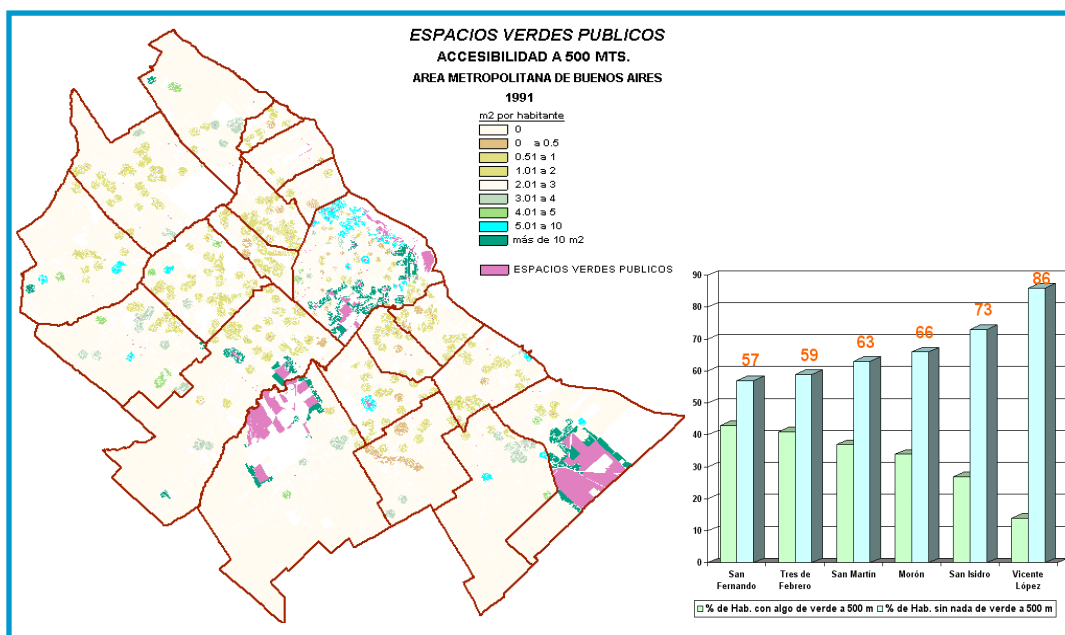 ESPACIOS VERDES PUBLICOS
ACCESIBILIDAD A 500 MTS.
AREA METROPOLITANA DE BUENOS AIRES
1991
m2 por habitante
0
0 a 0.5
0.51 a 1
1.01 a 2
2.01 a 3
3.01 a 4
4.01 a 5
5.01 a 10
más de 10 m2
ESPACIOS VERDES PUBLICOS
90
80
70
60
50
40
30
20
10
0
57
59
63
66
73
86
San Fernando
Tres de Febrero
San Martín
Morón
San Isidro
Vicente López
% de Hab. con algo de verde a 500 m
% de Hab. sin nada de verde a 500 m